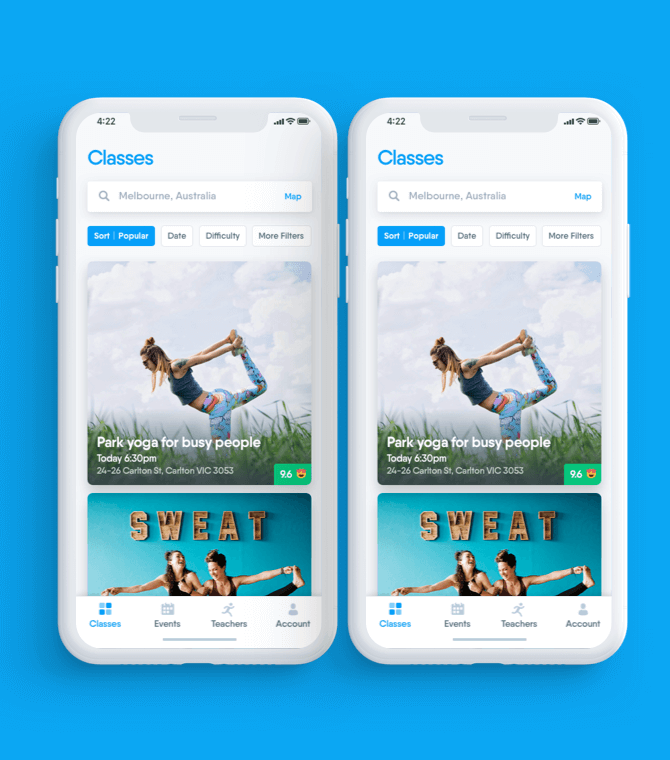 4:22
Classes
Melbourne, Australia Map
Sort | Popular Date Difficulty More Filters
Park yoga for busy people
Today 6:30pm
24-26 Carlton St, Carlton VIC 3053
9.6
SWEAT
Classes Events Teachers Account
4:22
Classes
Melbourne, Australia Map
Sort | Popular Date Difficulty More Filters
Park yoga for busy people
Today 6:30pm
24-26 Carlton St, Carlton VIC 3053
9.6
SWEAT
Classes Events Teachers Account